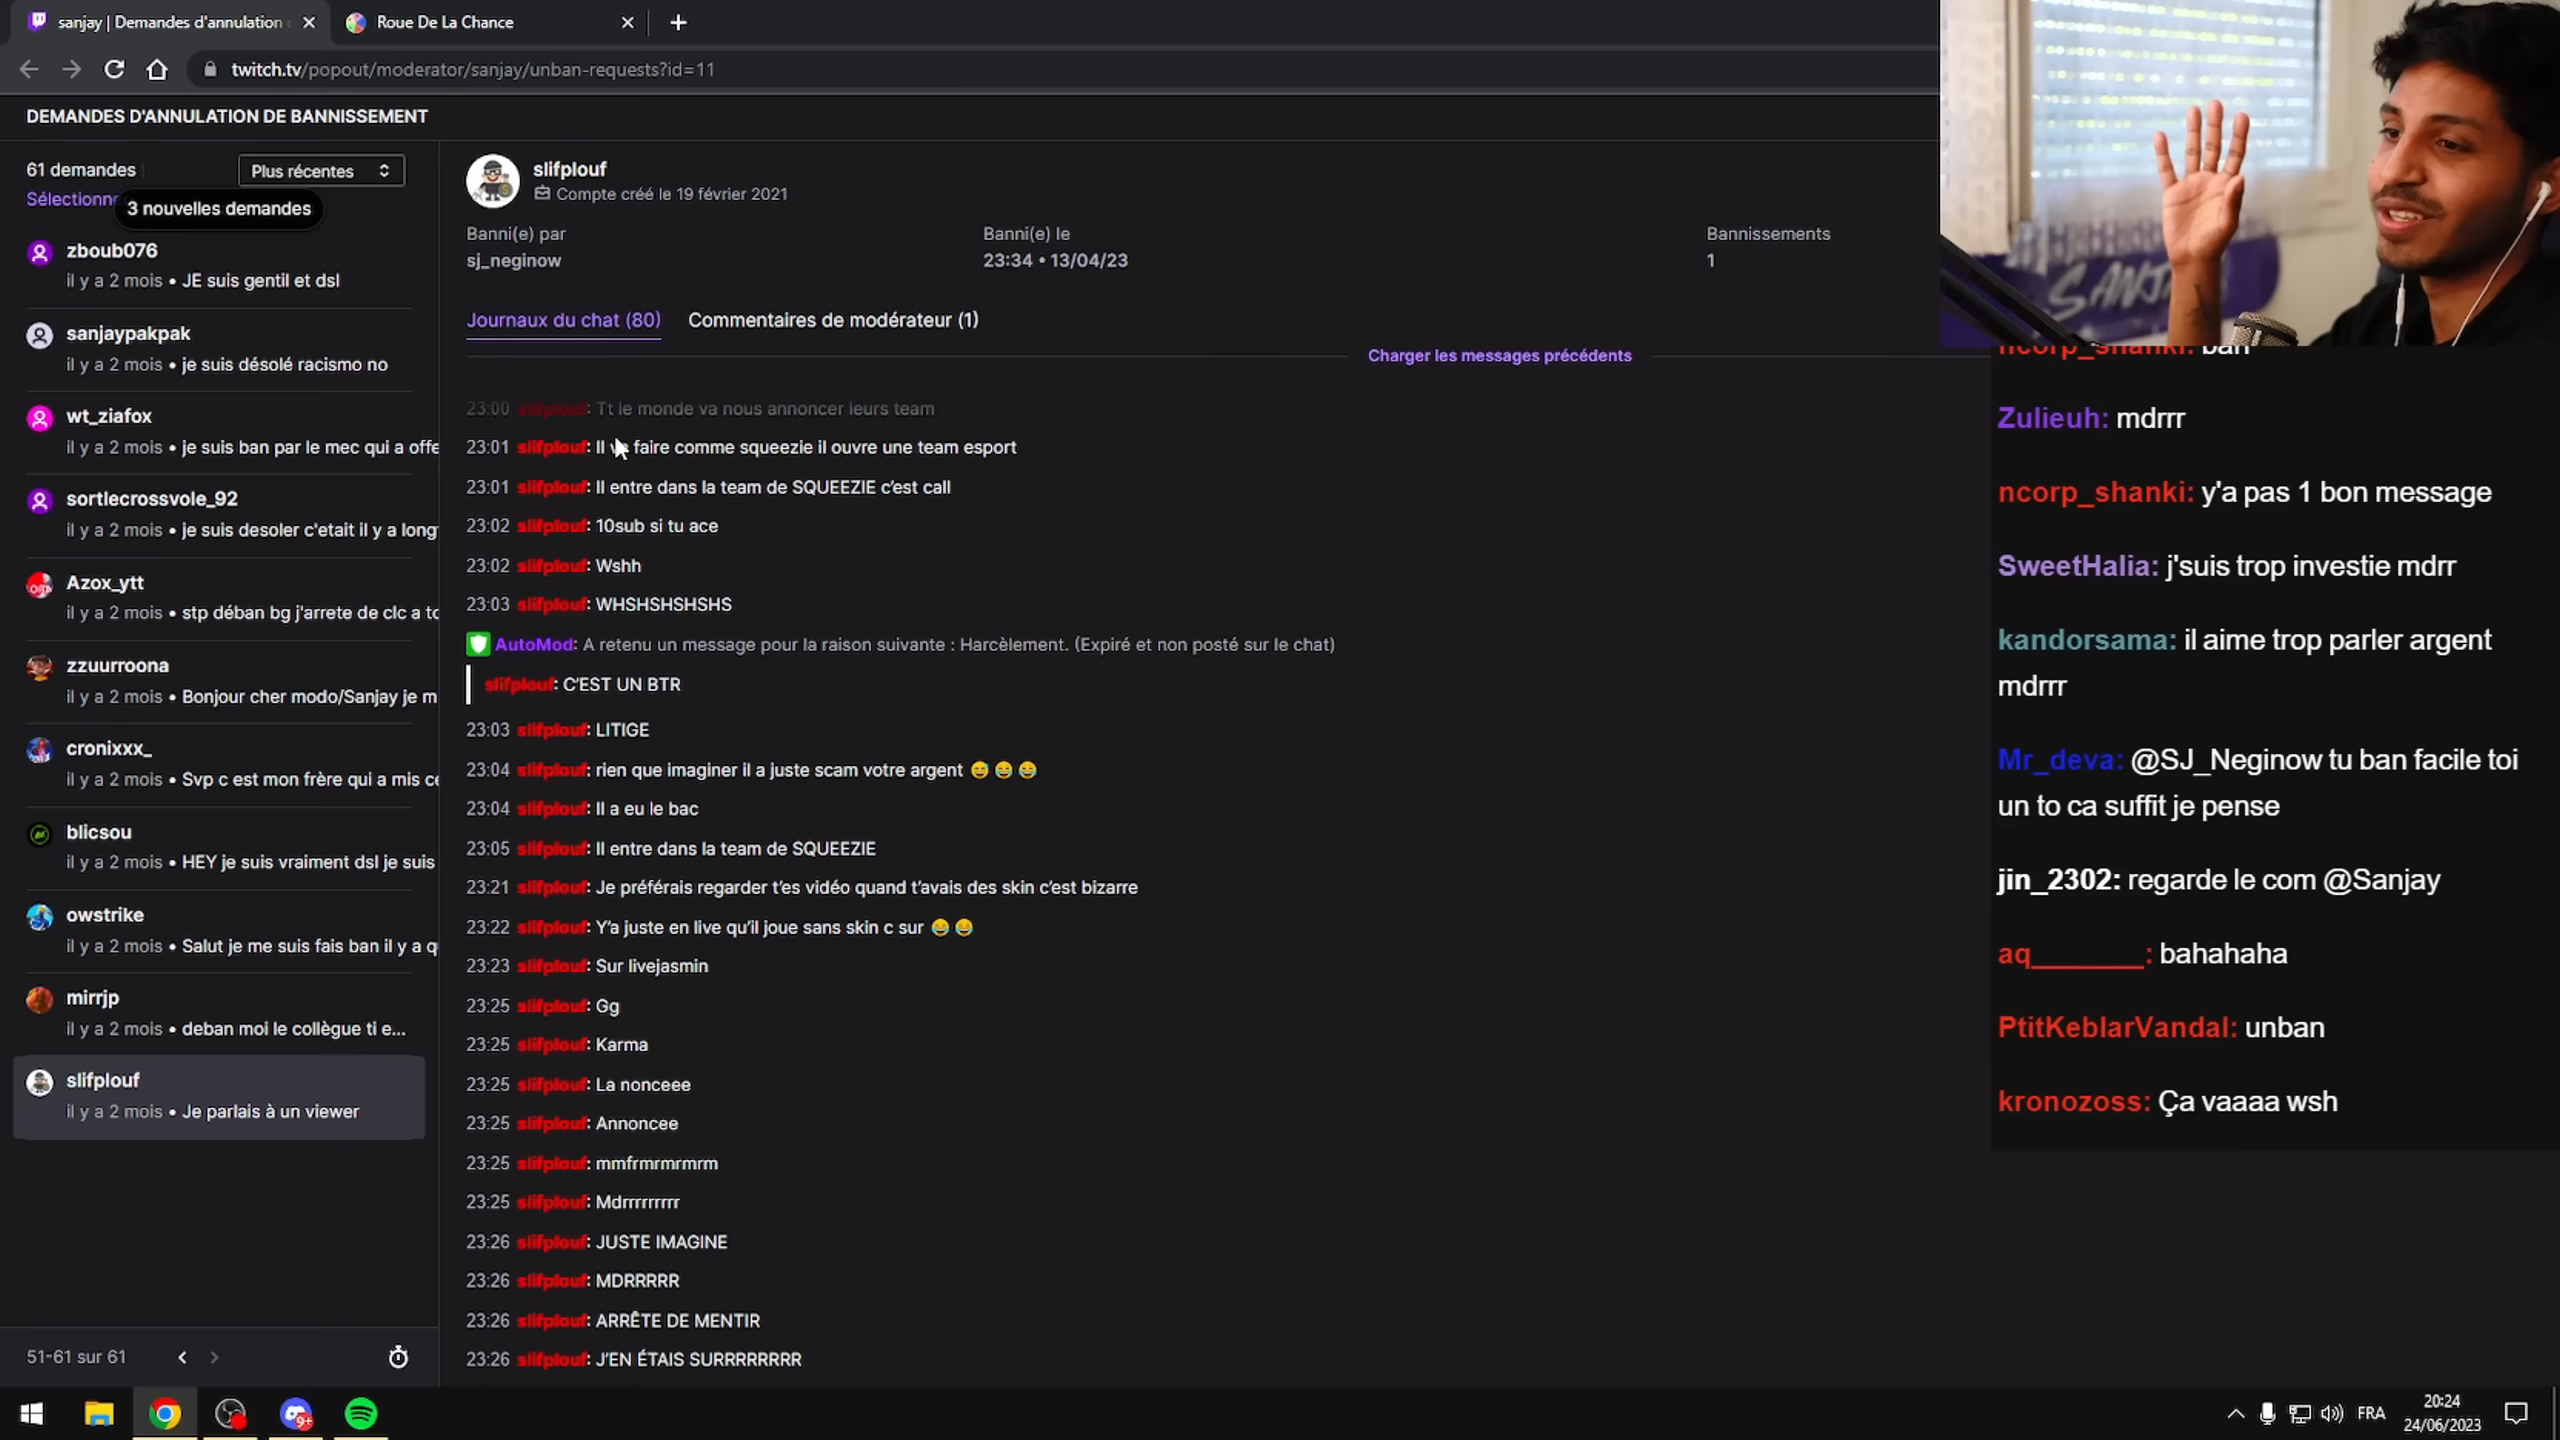 sanjay | Demandes d'annulation
Roue De La Chance
twitch.tv/popout/moderator/sanjay/unban-requests?id=11
DEMANDES D'ANNULATION DE BANNISSEMENT
61 demandes
Plus récentes
Sélectionne
3 nouvelles demandes
zboub076
il y a 2 mois • JE suis gentil et dsl
sanjaypakpak
il y a 2 mois • je suis désolé racismo no
wt_ziafox
il y a 2 mois • je suis ban par le mec qui a offe
sortlecrossvole_92
il y a 2 mois • je suis desoler c'etait il y a long
Azox_ytt
il y a 2 mois • stp déban bg j'arrete de clc a to
zzuurroona
il y a 2 mois • Bonjour cher modo/Sanjay je m
cronixxx_
il y a 2 mois • Svp c est mon frère qui a mis ce
blicsou
il y a 2 mois • HEY je suis vraiment dsl je suis
owstrike
il y a 2 mois • Salut je me suis fais ban il y a q
mirrjp
il y a 2 mois • deban moi le collègue ti e...
slifplouf
il y a 2 mois • Je parlais à un viewer
51-61 sur 61
slifplouf
Compte créé le 19 février 2021
Banni(e) par
sj_neginow
Banni(e) le
23:34 • 13/04/23
Bannissements
1
Journaux du chat (80)
Commentaires de modérateur (1)
Charger les messages précédents
23:00 slifplouf: Tt le monde va nous annoncer leurs team
23:01 slifplouf: Il va faire comme squeezie il ouvre une team esport
23:01 slifplouf: Il entre dans la team de SQUEEZIE c'est call
23:02 slifplouf: 10sub si tu ace
23:02 slifplouf: Wshh
23:03 slifplouf: WHSHSHSHSHS
AutoMod: A retenu un message pour la raison suivante : Harcèlement. (Expiré et non posté sur le chat)
slifplouf: C'EST UN BTR
23:03 slifplouf: LITIGE
23:04 slifplouf: rien que imaginer il a juste scam votre argent 😅 😂 😂
23:04 slifplouf: Il a eu le bac
23:05 slifplouf: Il entre dans la team de SQUEEZIE
23:21 slifplouf: Je préférais regarder t'es vidéo quand t'avais des skin c'est bizarre
23:22 slifplouf: Y'a juste en live qu'il joue sans skin c sur 😂 😂
23:23 slifplouf: Sur livejasmin
23:25 slifplouf: Gg
23:25 slifplouf: Karma
23:25 slifplouf: La nonceee
23:25 slifplouf: Annoncee
23:25 slifplouf: mmfrmrmrmrm
23:25 slifplouf: Mdrrrrrrrrr
23:26 slifplouf: JUSTE IMAGINE
23:26 slifplouf: MDRRRRR
23:26 slifplouf: ARRÊTE DE MENTIR
23:26 slifplouf: J'EN ÉTAIS SURRRRRRRR
SANJAY
ncorp_shanki: ban
Zulieuh: mdrrr
ncorp_shanki: y'a pas 1 bon message
SweetHalia: j'suis trop investie mdrr
kandorsama: il aime trop parler argent
mdrrr
Mr_deva: @SJ_Neginow tu ban facile toi
un to ca suffit je pense
jin_2302: regarde le com @Sanjay
aq_______: bahahaha
PtitKeblarVandal: unban
kronozoss: Ça vaaaa wsh
9+
FRA
20:24
24/06/2023